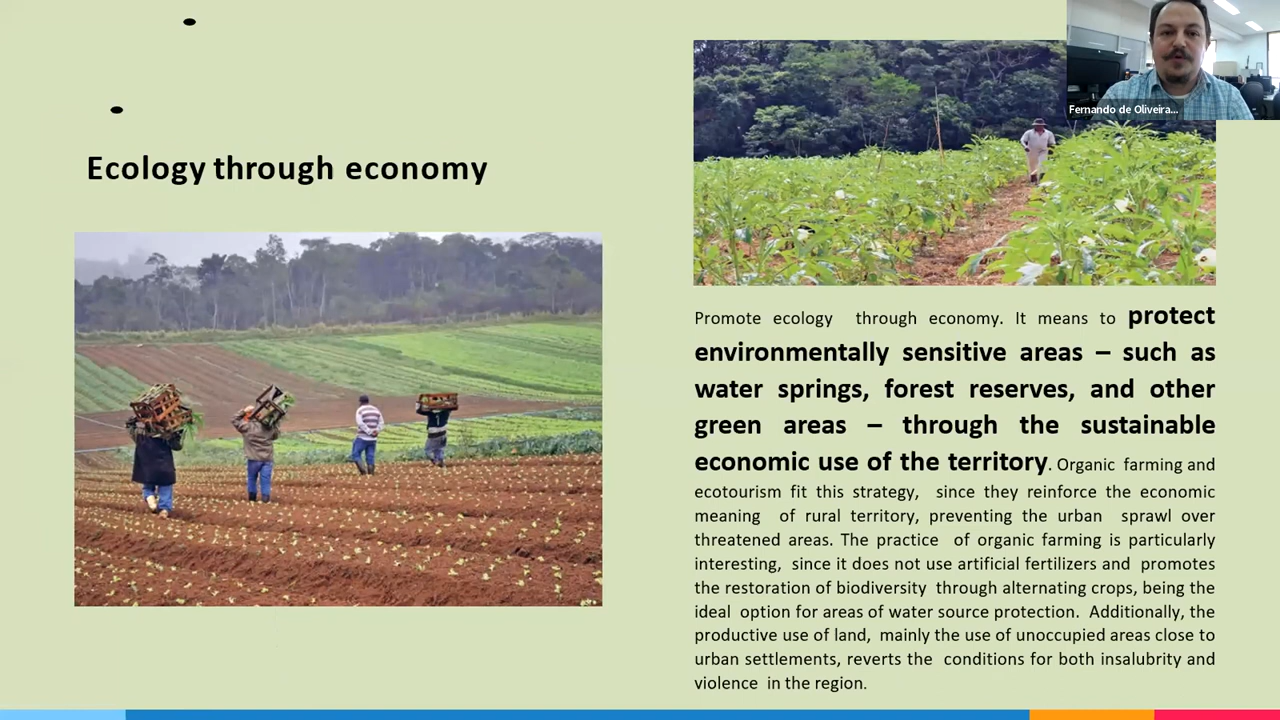 Fernando de Oliveira...
Ecology through economy
Promote ecology through economy. It means to protect
environmentally sensitive areas – such as
water springs, forest reserves, and other
green areas – through the sustainable
economic use of the territory. Organic farming and
ecotourism fit this strategy, since they reinforce the economic
meaning of rural territory, preventing the urban sprawl over
threatened areas. The practice of organic farming is particularly
interesting, since it does not use artificial fertilizers and promotes
the restoration of biodiversity through alternating crops, being the
ideal option for areas of water source protection. Additionally, the
productive use of land, mainly the use of unoccupied areas close to
urban settlements, reverts the conditions for both insalubrity and
violence in the region.